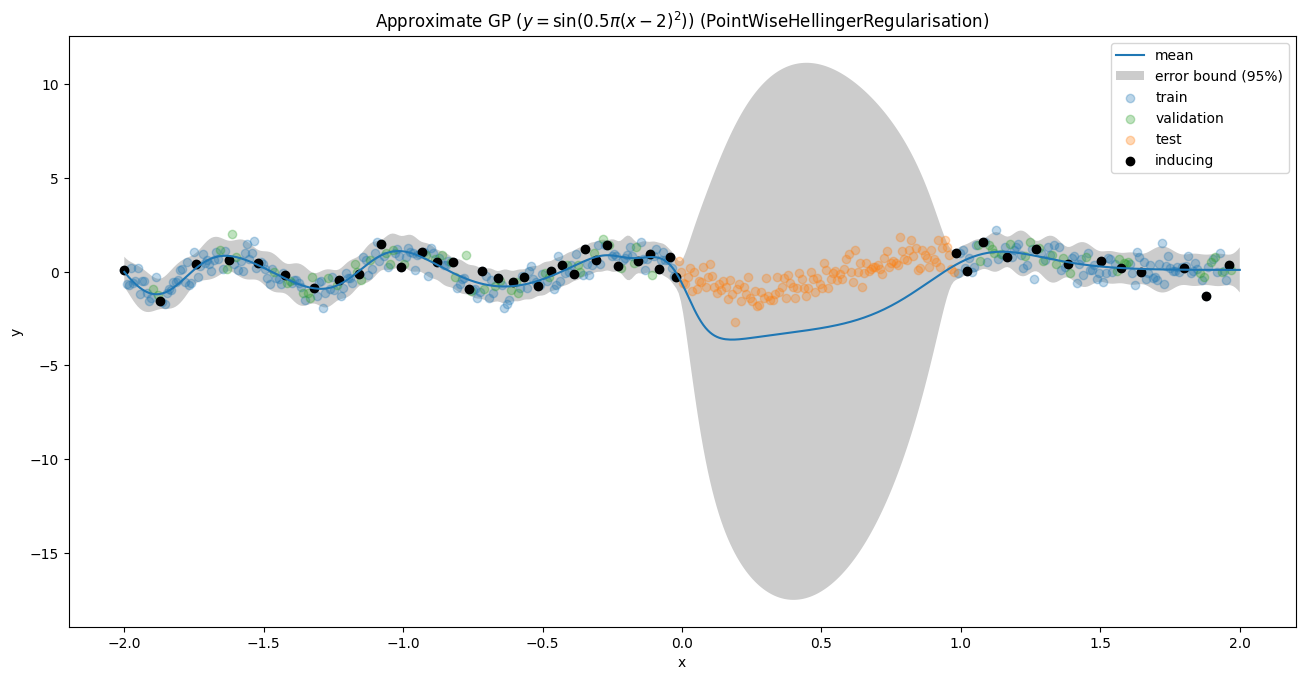 Approximate GP (y = sin(0.5π(x − 2)²)) (PointWiseHellingerRegularisation)
mean
error bound (95%)
train
validation
test
inducing
10
5
0
−5
−10
−15
y
−2.0 −1.5 −1.0 −0.5 0.0 0.5 1.0 1.5 2.0
x